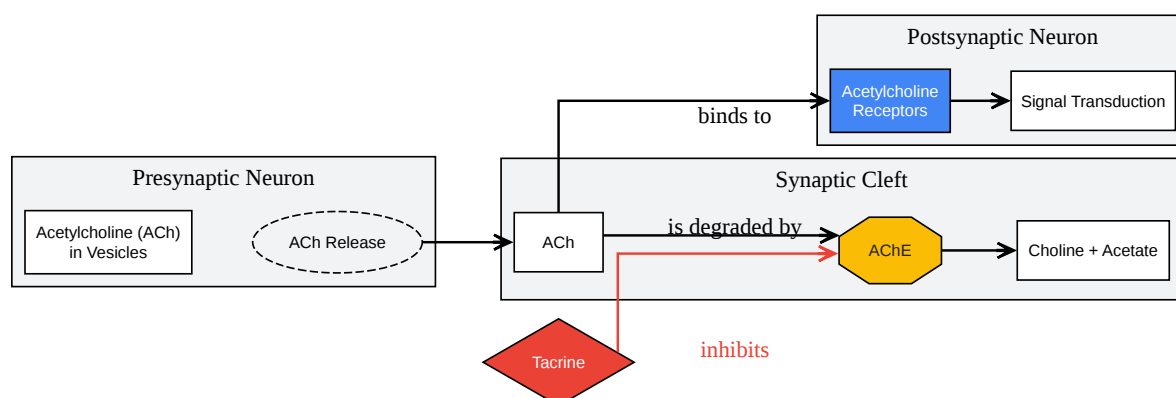 Postsynaptic Neuron
Acetylcholine
Receptors
Signal Transduction
binds to
Presynaptic Neuron
Acetylcholine (ACh)
in Vesicles
ACh Release
Synaptic Cleft
ACh
is degraded by
AChE
Choline + Acetate
Tacrine
inhibits